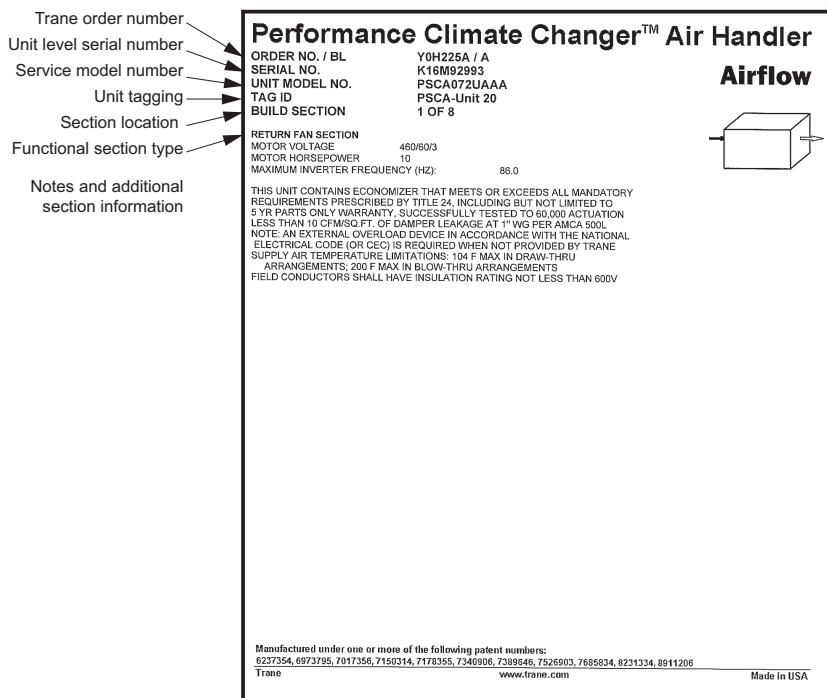 Trane order number
Unit level serial number
Service model number
Unit tagging
Section location
Functional section type
Notes and additional
section information
Performance Climate Changer™ Air Handler
ORDER NO. / BL Y0H225A / A
SERIAL NO. K16M92993
UNIT MODEL NO. PSCA072UAAA
TAG ID PSCA-Unit 20
BUILD SECTION 1 OF 8
Airflow
RETURN FAN SECTION
MOTOR VOLTAGE 460/60/3
MOTOR HORSEPOWER 10
MAXIMUM INVERTER FREQUENCY (HZ): 86.0
THIS UNIT CONTAINS ECONOMIZER THAT MEETS OR EXCEEDS ALL MANDATORY
REQUIREMENTS PRESCRIBED BY TITLE 24, INCLUDING BUT NOT LIMITED TO
5 YR PARTS ONLY WARRANTY, SUCCESSFULLY TESTED TO 60,000 ACTUATION
LESS THAN 10 CFM/SQ.FT. OF DAMPER LEAKAGE AT 1" WG PER AMCA 500L
NOTE: AN EXTERNAL OVERLOAD DEVICE IN ACCORDANCE WITH THE NATIONAL
ELECTRICAL CODE (OR CEC) IS REQUIRED WHEN NOT PROVIDED BY TRANE
SUPPLY AIR TEMPERATURE LIMITATIONS: 104 F MAX IN DRAW-THRU
ARRANGEMENTS; 200 F MAX IN BLOW-THRU ARRANGEMENTS
FIELD CONDUCTORS SHALL HAVE INSULATION RATING NOT LESS THAN 600V
Manufactured under one or more of the following patent numbers:
6237354, 6973795, 7017356, 7150314, 7178355, 7340906, 7389646, 7526903, 7685834, 8231334, 8911206
Trane www.trane.com Made in USA